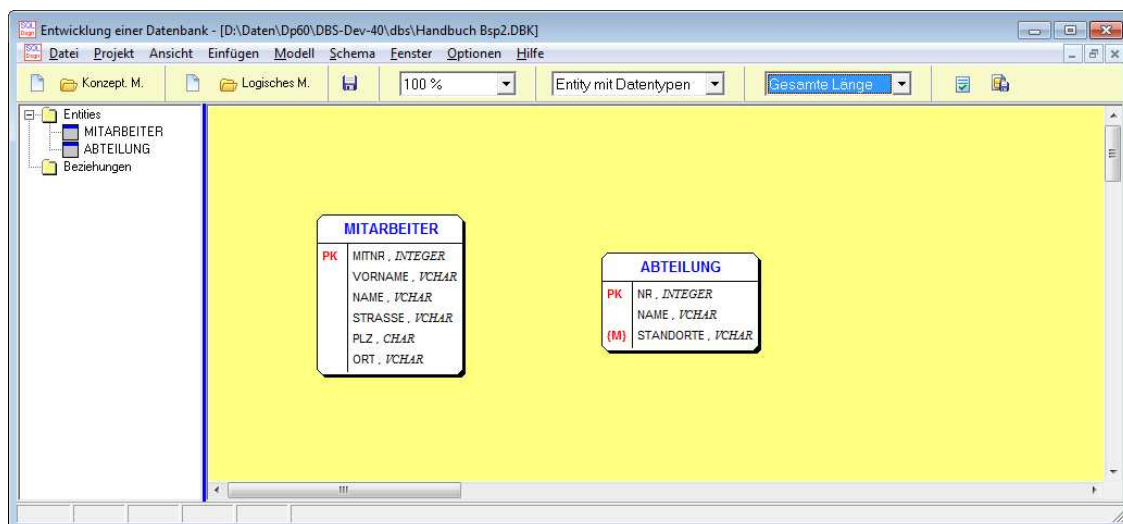 Entwicklung einer Datenbank - [D:\Daten\Dp60\DBS-Dev-40\dbs\Handbuch Bsp2.DBK]
Datei Projekt Ansicht Einfügen Modell Schema Fenster Optionen Hilfe
Konzept. M. Logisches M. 100 % Entity mit Datentypen Gesamte Länge
Entities
MITARBEITER
ABTEILUNG
Beziehungen
MITARBEITER
PK MITNR , INTEGER
VORNAME , VCHAR
NAME , VCHAR
STRASSE , VCHAR
PLZ , CHAR
ORT , VCHAR
ABTEILUNG
PK NR , INTEGER
NAME , VCHAR
{M} STANDORTE , VCHAR